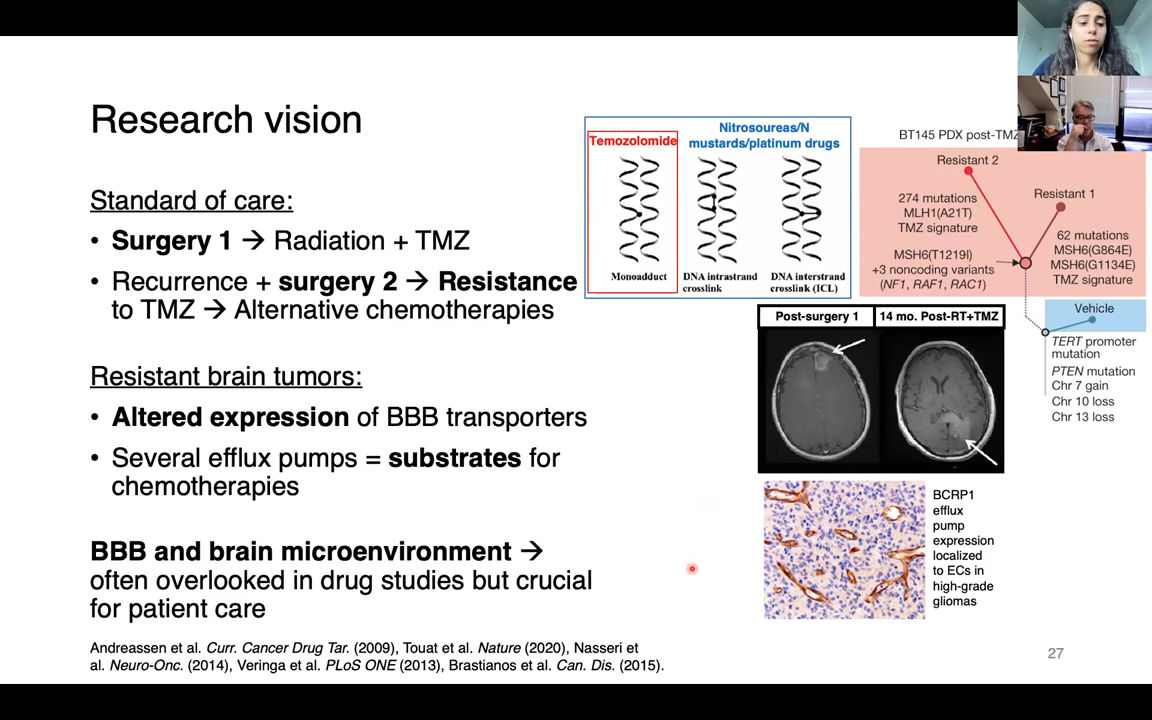 Research vision
Standard of care:
• Surgery 1 → Radiation + TMZ
• Recurrence + surgery 2 → Resistance
to TMZ → Alternative chemotherapies
Resistant brain tumors:
• Altered expression of BBB transporters
• Several efflux pumps = substrates for
chemotherapies
BBB and brain microenvironment →
often overlooked in drug studies but crucial
for patient care
Andreassen et al. Curr. Cancer Drug Tar. (2009), Touat et al. Nature (2020), Nasseri et
al. Neuro-Onc. (2014), Veringa et al. PLoS ONE (2013), Brastianos et al. Can. Dis. (2015).
Temozolomide
Nitrosoureas/N
mustards/platinum drugs
Monoadduct
DNA intrastrand
crosslink
DNA interstrand
crosslink (ICL)
BT145 PDX post-TMZ
Resistant 2
Resistant 1
274 mutations
MLH1(A21T)
TMZ signature
MSH6(T1219I)
+3 noncoding variants
(NF1, RAF1, RAC1)
62 mutations
MSH6(G864E)
MSH6(G1134E)
TMZ signature
Vehicle
TERT promoter
mutation
PTEN mutation
Chr 7 gain
Chr 10 loss
Chr 13 loss
Post-surgery 1
14 mo. Post-RT+TMZ
BCRP1
efflux
pump
expression
localized
to ECs in
high-grade
gliomas
27